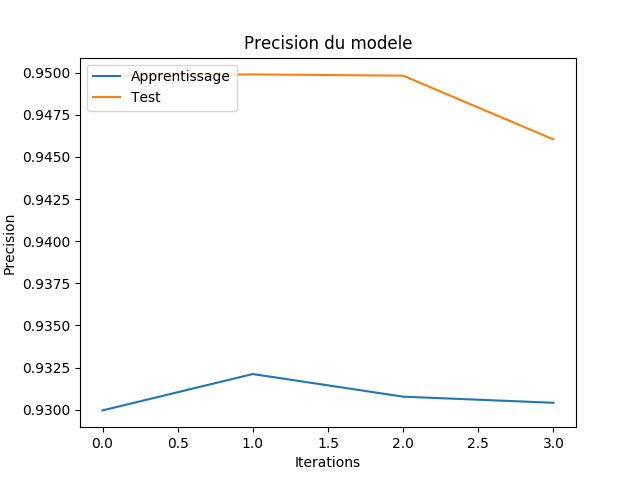 Precision du modele
Apprentissage
Test
0.9500
0.9475
0.9450
0.9425
0.9400
0.9375
0.9350
0.9325
0.9300
Precision
0.0 0.5 1.0 1.5 2.0 2.5 3.0
Iterations